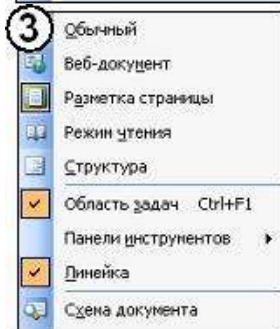 3
Обычный
Веб-документ
Разметка страницы
Режим чтения
Структура
Область задач Ctrl+F1
Панели инструментов
Линейка
Схема документа